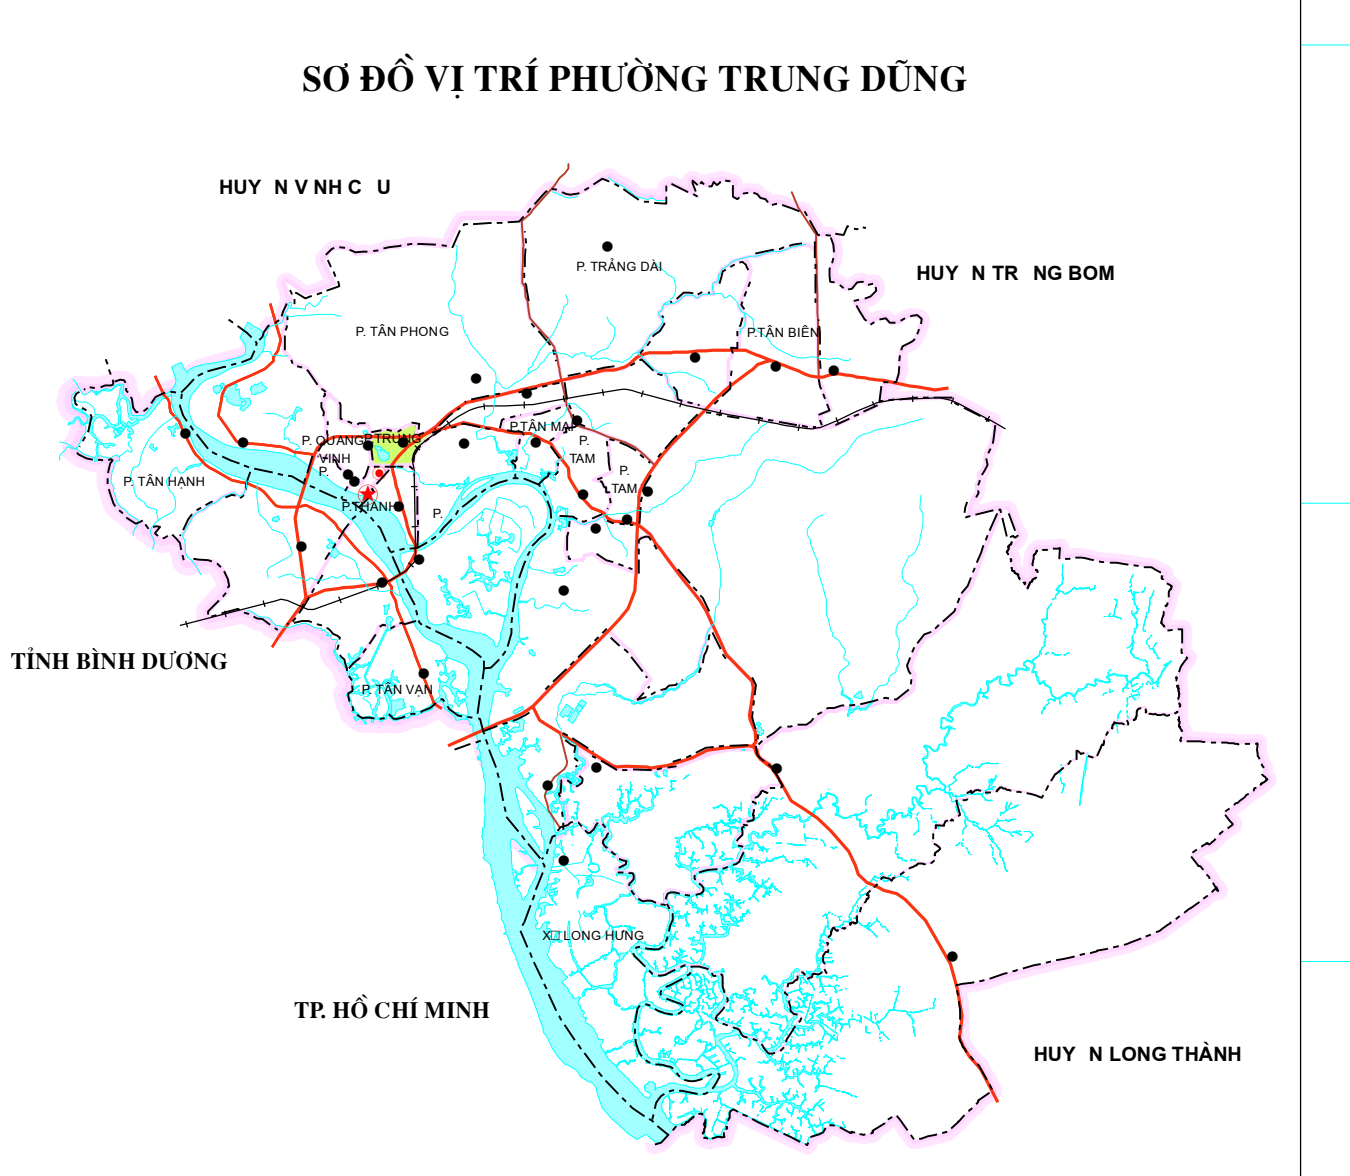 SƠ ĐỒ VỊ TRÍ PHƯỜNG TRUNG DŨNG
HUY N V NH C U
P. TRẢNG DÀI
HUY N TR NG BOM
P. TÂN PHONG
P.TÂN BIÊN
P.TÂN MAI
P. QUANG
VINH
P.TRUNG
P.
TAM
P.
TAM
P.
P. TÂN HẠNH
P.THANH
P.
TỈNH BÌNH DƯƠNG
P. TÂN VẠN
X□ LONG HƯNG
TP. HỒ CHÍ MINH
HUY N LONG THÀNH